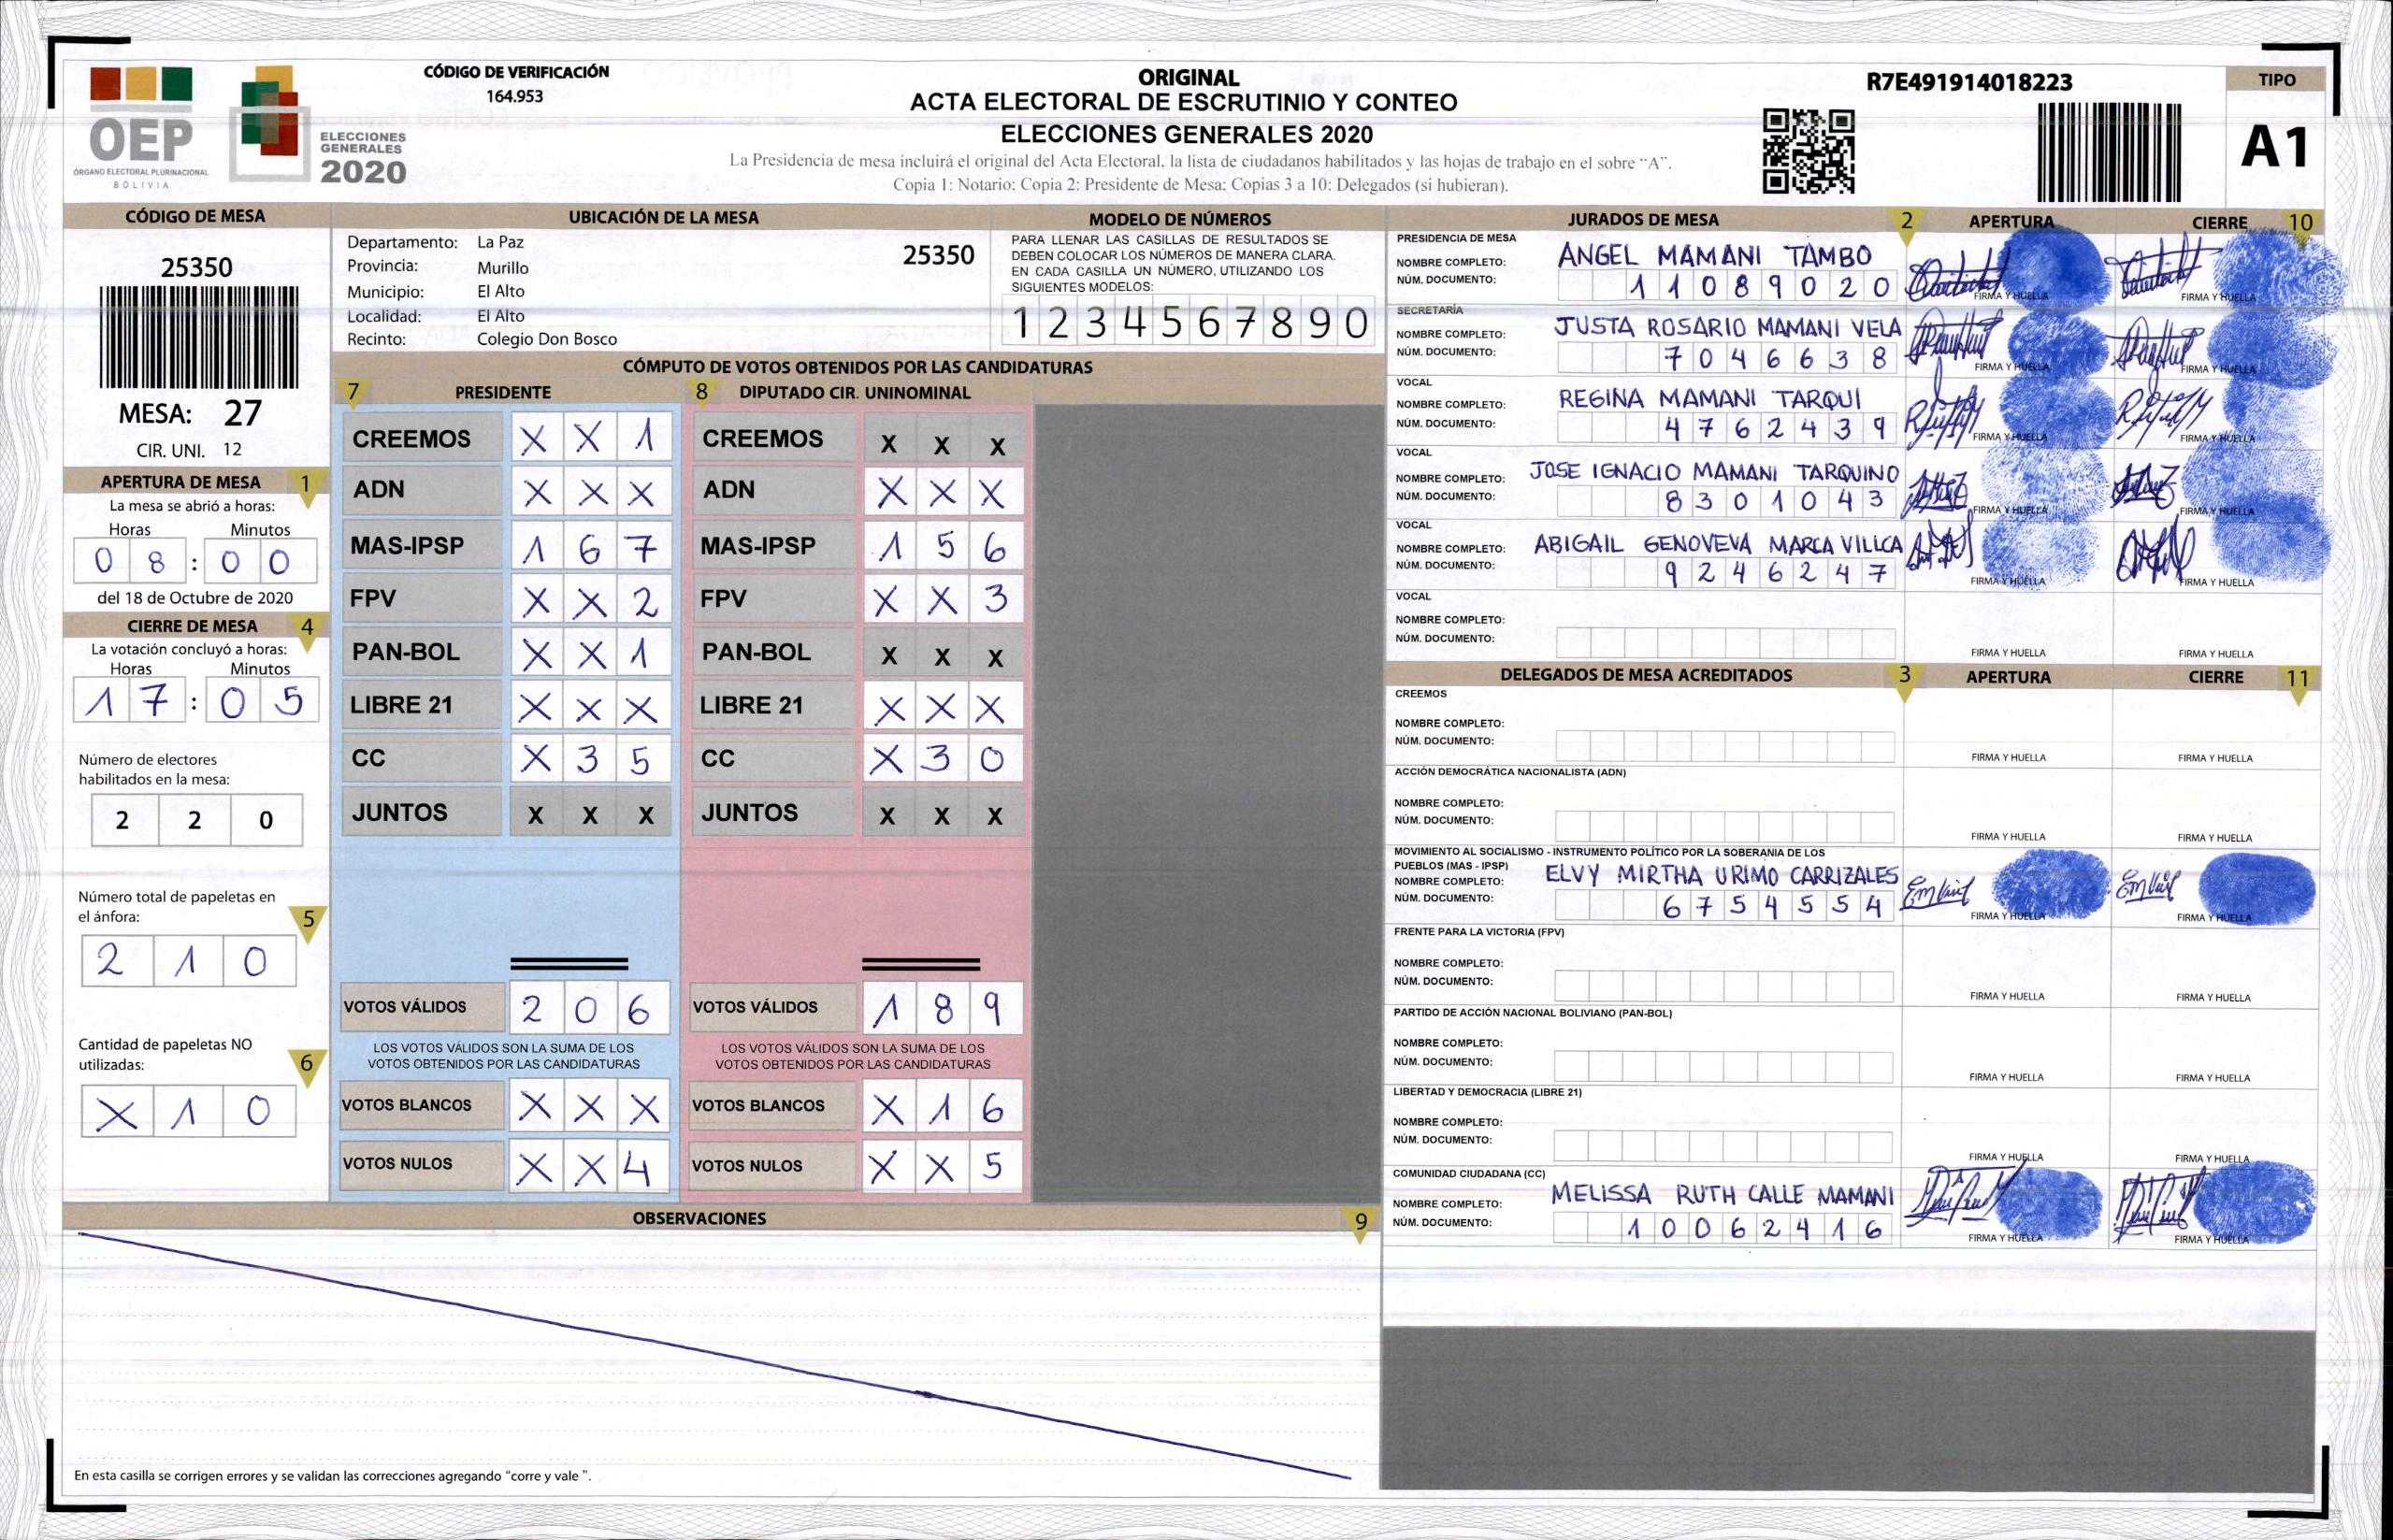 OEP
ÓRGANO ELECTORAL PLURINACIONAL
BOLIVIA
ELECCIONES
GENERALES
2020
CÓDIGO DE VERIFICACIÓN
164.953
ORIGINAL
ACTA ELECTORAL DE ESCRUTINIO Y CONTEO
ELECCIONES GENERALES 2020
La Presidencia de mesa incluirá el original del Acta Electoral, la lista de ciudadanos habilitados y las hojas de trabajo en el sobre "A".
Copia 1: Notario; Copia 2: Presidente de Mesa; Copias 3 a 10: Delegados (si hubieran).
R7E491914018223
TIPO
A1
CÓDIGO DE MESA
25350
MESA: 27
CIR. UNI. 12
APERTURA DE MESA 1
La mesa se abrió a horas:
Horas Minutos
0 8 : 0 0
del 18 de Octubre de 2020
CIERRE DE MESA 4
La votación concluyó a horas:
Horas Minutos
1 7 : 0 5
Número de electores
habilitados en la mesa:
2 2 0
Número total de papeletas en
el ánfora: 5
2 1 0
Cantidad de papeletas NO
utilizadas: 6
X 1 0
UBICACIÓN DE LA MESA
Departamento: La Paz 25350
Provincia: Murillo
Municipio: El Alto
Localidad: El Alto
Recinto: Colegio Don Bosco
MODELO DE NÚMEROS
PARA LLENAR LAS CASILLAS DE RESULTADOS SE
DEBEN COLOCAR LOS NÚMEROS DE MANERA CLARA.
EN CADA CASILLA UN NÚMERO, UTILIZANDO LOS
SIGUIENTES MODELOS:
1 2 3 4 5 6 7 8 9 0
CÓMPUTO DE VOTOS OBTENIDOS POR LAS CANDIDATURAS
7 PRESIDENTE
CREEMOS X X 1
ADN X X X
MAS-IPSP 1 6 7
FPV X X 2
PAN-BOL X X 1
LIBRE 21 X X X
CC X 3 5
JUNTOS X X X
VOTOS VÁLIDOS 2 0 6
LOS VOTOS VÁLIDOS SON LA SUMA DE LOS
VOTOS OBTENIDOS POR LAS CANDIDATURAS
VOTOS BLANCOS X X X
VOTOS NULOS X X 4
8 DIPUTADO CIR. UNINOMINAL
CREEMOS X X X
ADN X X X
MAS-IPSP 1 5 6
FPV X X 3
PAN-BOL X X X
LIBRE 21 X X X
CC X 3 0
JUNTOS X X X
VOTOS VÁLIDOS 1 8 9
LOS VOTOS VÁLIDOS SON LA SUMA DE LOS
VOTOS OBTENIDOS POR LAS CANDIDATURAS
VOTOS BLANCOS X 1 6
VOTOS NULOS X X 5
OBSERVACIONES 9
En esta casilla se corrigen errores y se validan las correcciones agregando "corre y vale ".
JURADOS DE MESA 2 APERTURA CIERRE 10
PRESIDENCIA DE MESA
NOMBRE COMPLETO: ANGEL MAMANI TAMBO
NÚM. DOCUMENTO: 1 1 0 8 9 0 2 0
FIRMA Y HUELLA FIRMA Y HUELLA
SECRETARÍA
NOMBRE COMPLETO: JUSTA ROSARIO MAMANI VELA
NÚM. DOCUMENTO: 7 0 4 6 6 3 8
FIRMA Y HUELLA FIRMA Y HUELLA
VOCAL
NOMBRE COMPLETO: REGINA MAMANI TARQUI
NÚM. DOCUMENTO: 4 7 6 2 4 3 9
FIRMA Y HUELLA FIRMA Y HUELLA
VOCAL
NOMBRE COMPLETO: JOSE IGNACIO MAMANI TARQUINO
NÚM. DOCUMENTO: 8 3 0 1 0 4 3
FIRMA Y HUELLA FIRMA Y HUELLA
VOCAL
NOMBRE COMPLETO: ABIGAIL GENOVEVA MARCA VILLCA
NÚM. DOCUMENTO: 9 2 4 6 2 4 7
FIRMA Y HUELLA FIRMA Y HUELLA
VOCAL
NOMBRE COMPLETO:
NÚM. DOCUMENTO:
FIRMA Y HUELLA FIRMA Y HUELLA
DELEGADOS DE MESA ACREDITADOS 3 APERTURA CIERRE 11
CREEMOS
NOMBRE COMPLETO:
NÚM. DOCUMENTO:
FIRMA Y HUELLA FIRMA Y HUELLA
ACCIÓN DEMOCRÁTICA NACIONALISTA (ADN)
NOMBRE COMPLETO:
NÚM. DOCUMENTO:
FIRMA Y HUELLA FIRMA Y HUELLA
MOVIMIENTO AL SOCIALISMO - INSTRUMENTO POLÍTICO POR LA SOBERANIA DE LOS
PUEBLOS (MAS - IPSP)
NOMBRE COMPLETO: ELVY MIRTHA URIMO CARRIZALES
NÚM. DOCUMENTO: 6 7 5 4 5 5 4
FIRMA Y HUELLA FIRMA Y HUELLA
FRENTE PARA LA VICTORIA (FPV)
NOMBRE COMPLETO:
NÚM. DOCUMENTO:
FIRMA Y HUELLA FIRMA Y HUELLA
PARTIDO DE ACCIÓN NACIONAL BOLIVIANO (PAN-BOL)
NOMBRE COMPLETO:
NÚM. DOCUMENTO:
FIRMA Y HUELLA FIRMA Y HUELLA
LIBERTAD Y DEMOCRACIA (LIBRE 21)
NOMBRE COMPLETO:
NÚM. DOCUMENTO:
FIRMA Y HUELLA FIRMA Y HUELLA
COMUNIDAD CIUDADANA (CC)
NOMBRE COMPLETO: MELISSA RUTH CALLE MAMANI
NÚM. DOCUMENTO: 1 0 0 6 2 4 1 6
FIRMA Y HUELLA FIRMA Y HUELLA